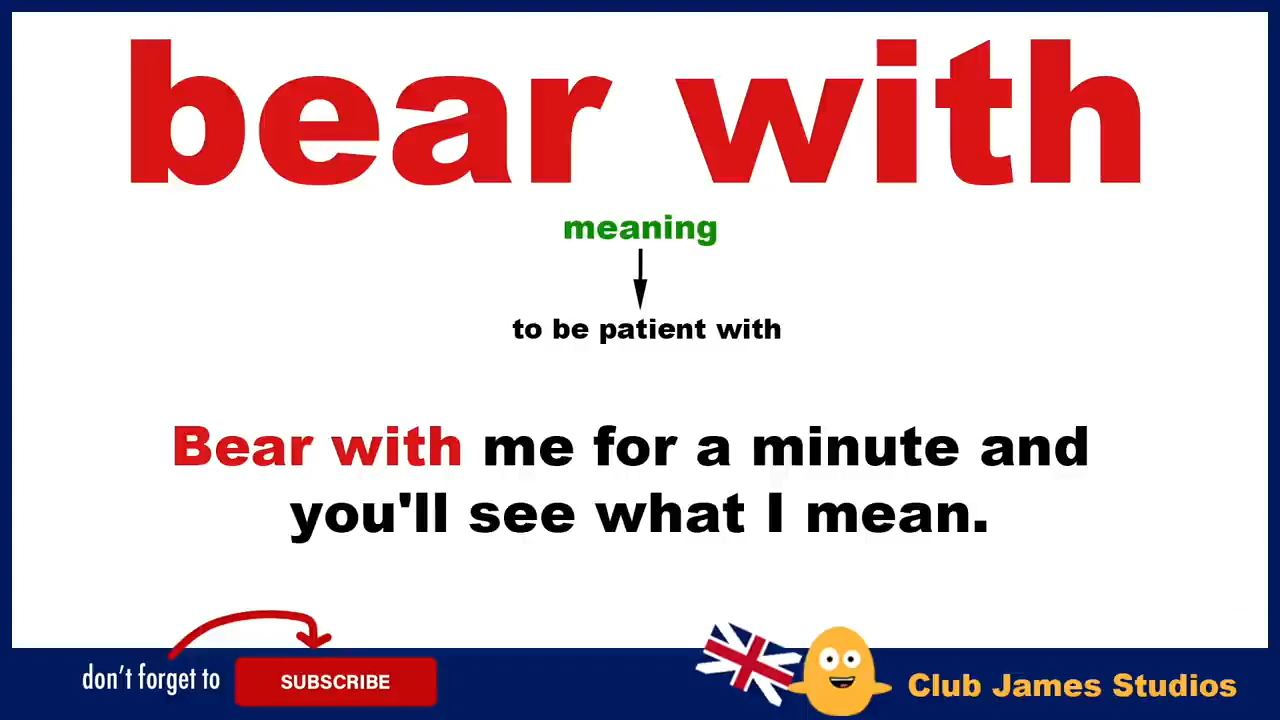 bear with
meaning
to be patient with
Bear with me for a minute and
you'll see what I mean.
don't forget to SUBSCRIBE
Club James Studios